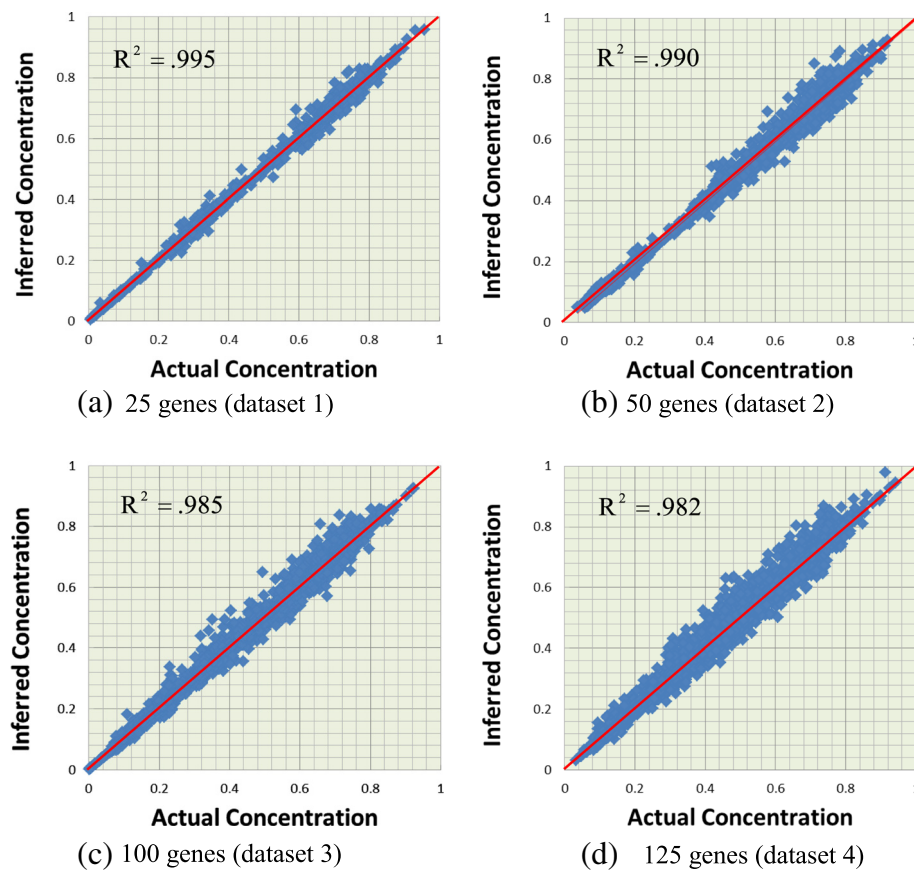 R² = .995
Inferred Concentration
1
0.8
0.6
0.4
0.2
0
0 0.2 0.4 0.6 0.8 1
Actual Concentration
(a) 25 genes (dataset 1)
R² = .990
Inferred Concentration
1
0.8
0.6
0.4
0.2
0
0 0.2 0.4 0.6 0.8 1
Actual Concentration
(b) 50 genes (dataset 2)
R² = .985
Inferred Concentration
1
0.8
0.6
0.4
0.2
0
0 0.2 0.4 0.6 0.8 1
Actual Concentration
(c) 100 genes (dataset 3)
R² = .982
Inferred Concentration
1
0.8
0.6
0.4
0.2
0
0 0.2 0.4 0.6 0.8 1
Actual Concentration
(d) 125 genes (dataset 4)